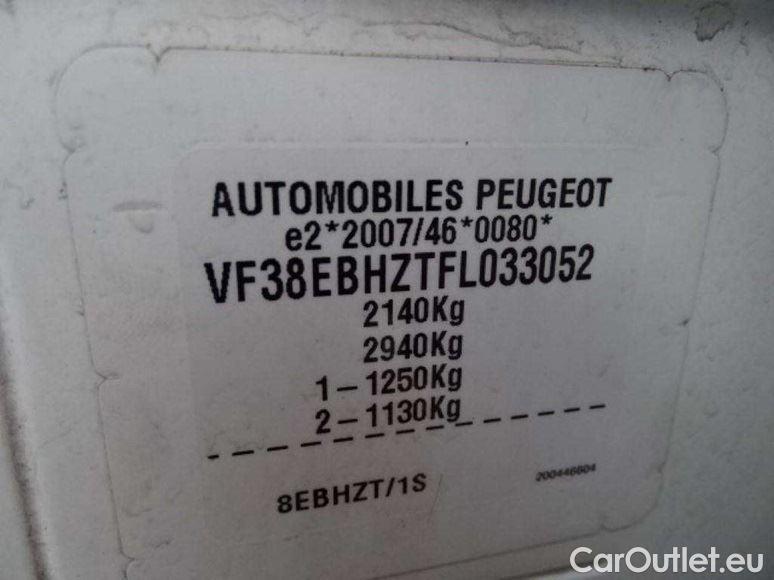 AUTOMOBILES PEUGEOT
e2*2007/46*0080*
VF38EBHZTFL033052
2140Kg
2940Kg
1-1250Kg
2-1130Kg
8EBHZT/1S
200446604
CarOutlet.eu